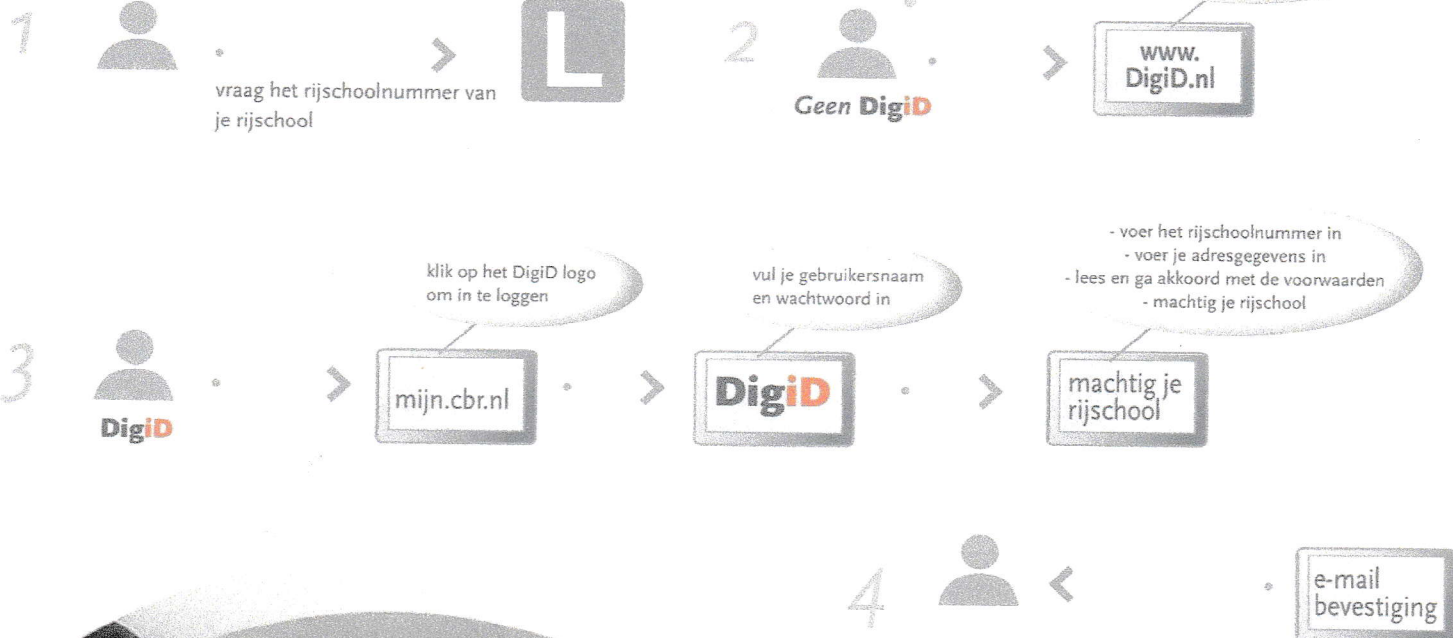 1
vraag het rijschoolnummer van
je rijschool
L
2
Geen DigiD
www.
DigiD.nl
3
DigiD
klik op het DigiD logo
om in te loggen
mijn.cbr.nl
vul je gebruikersnaam
en wachtwoord in
DigiD
- voer het rijschoolnummer in
- voer je adresgegevens in
- lees en ga akkoord met de voorwaarden
- machtig je rijschool
machtig je
rijschool
4
e-mail
bevestiging